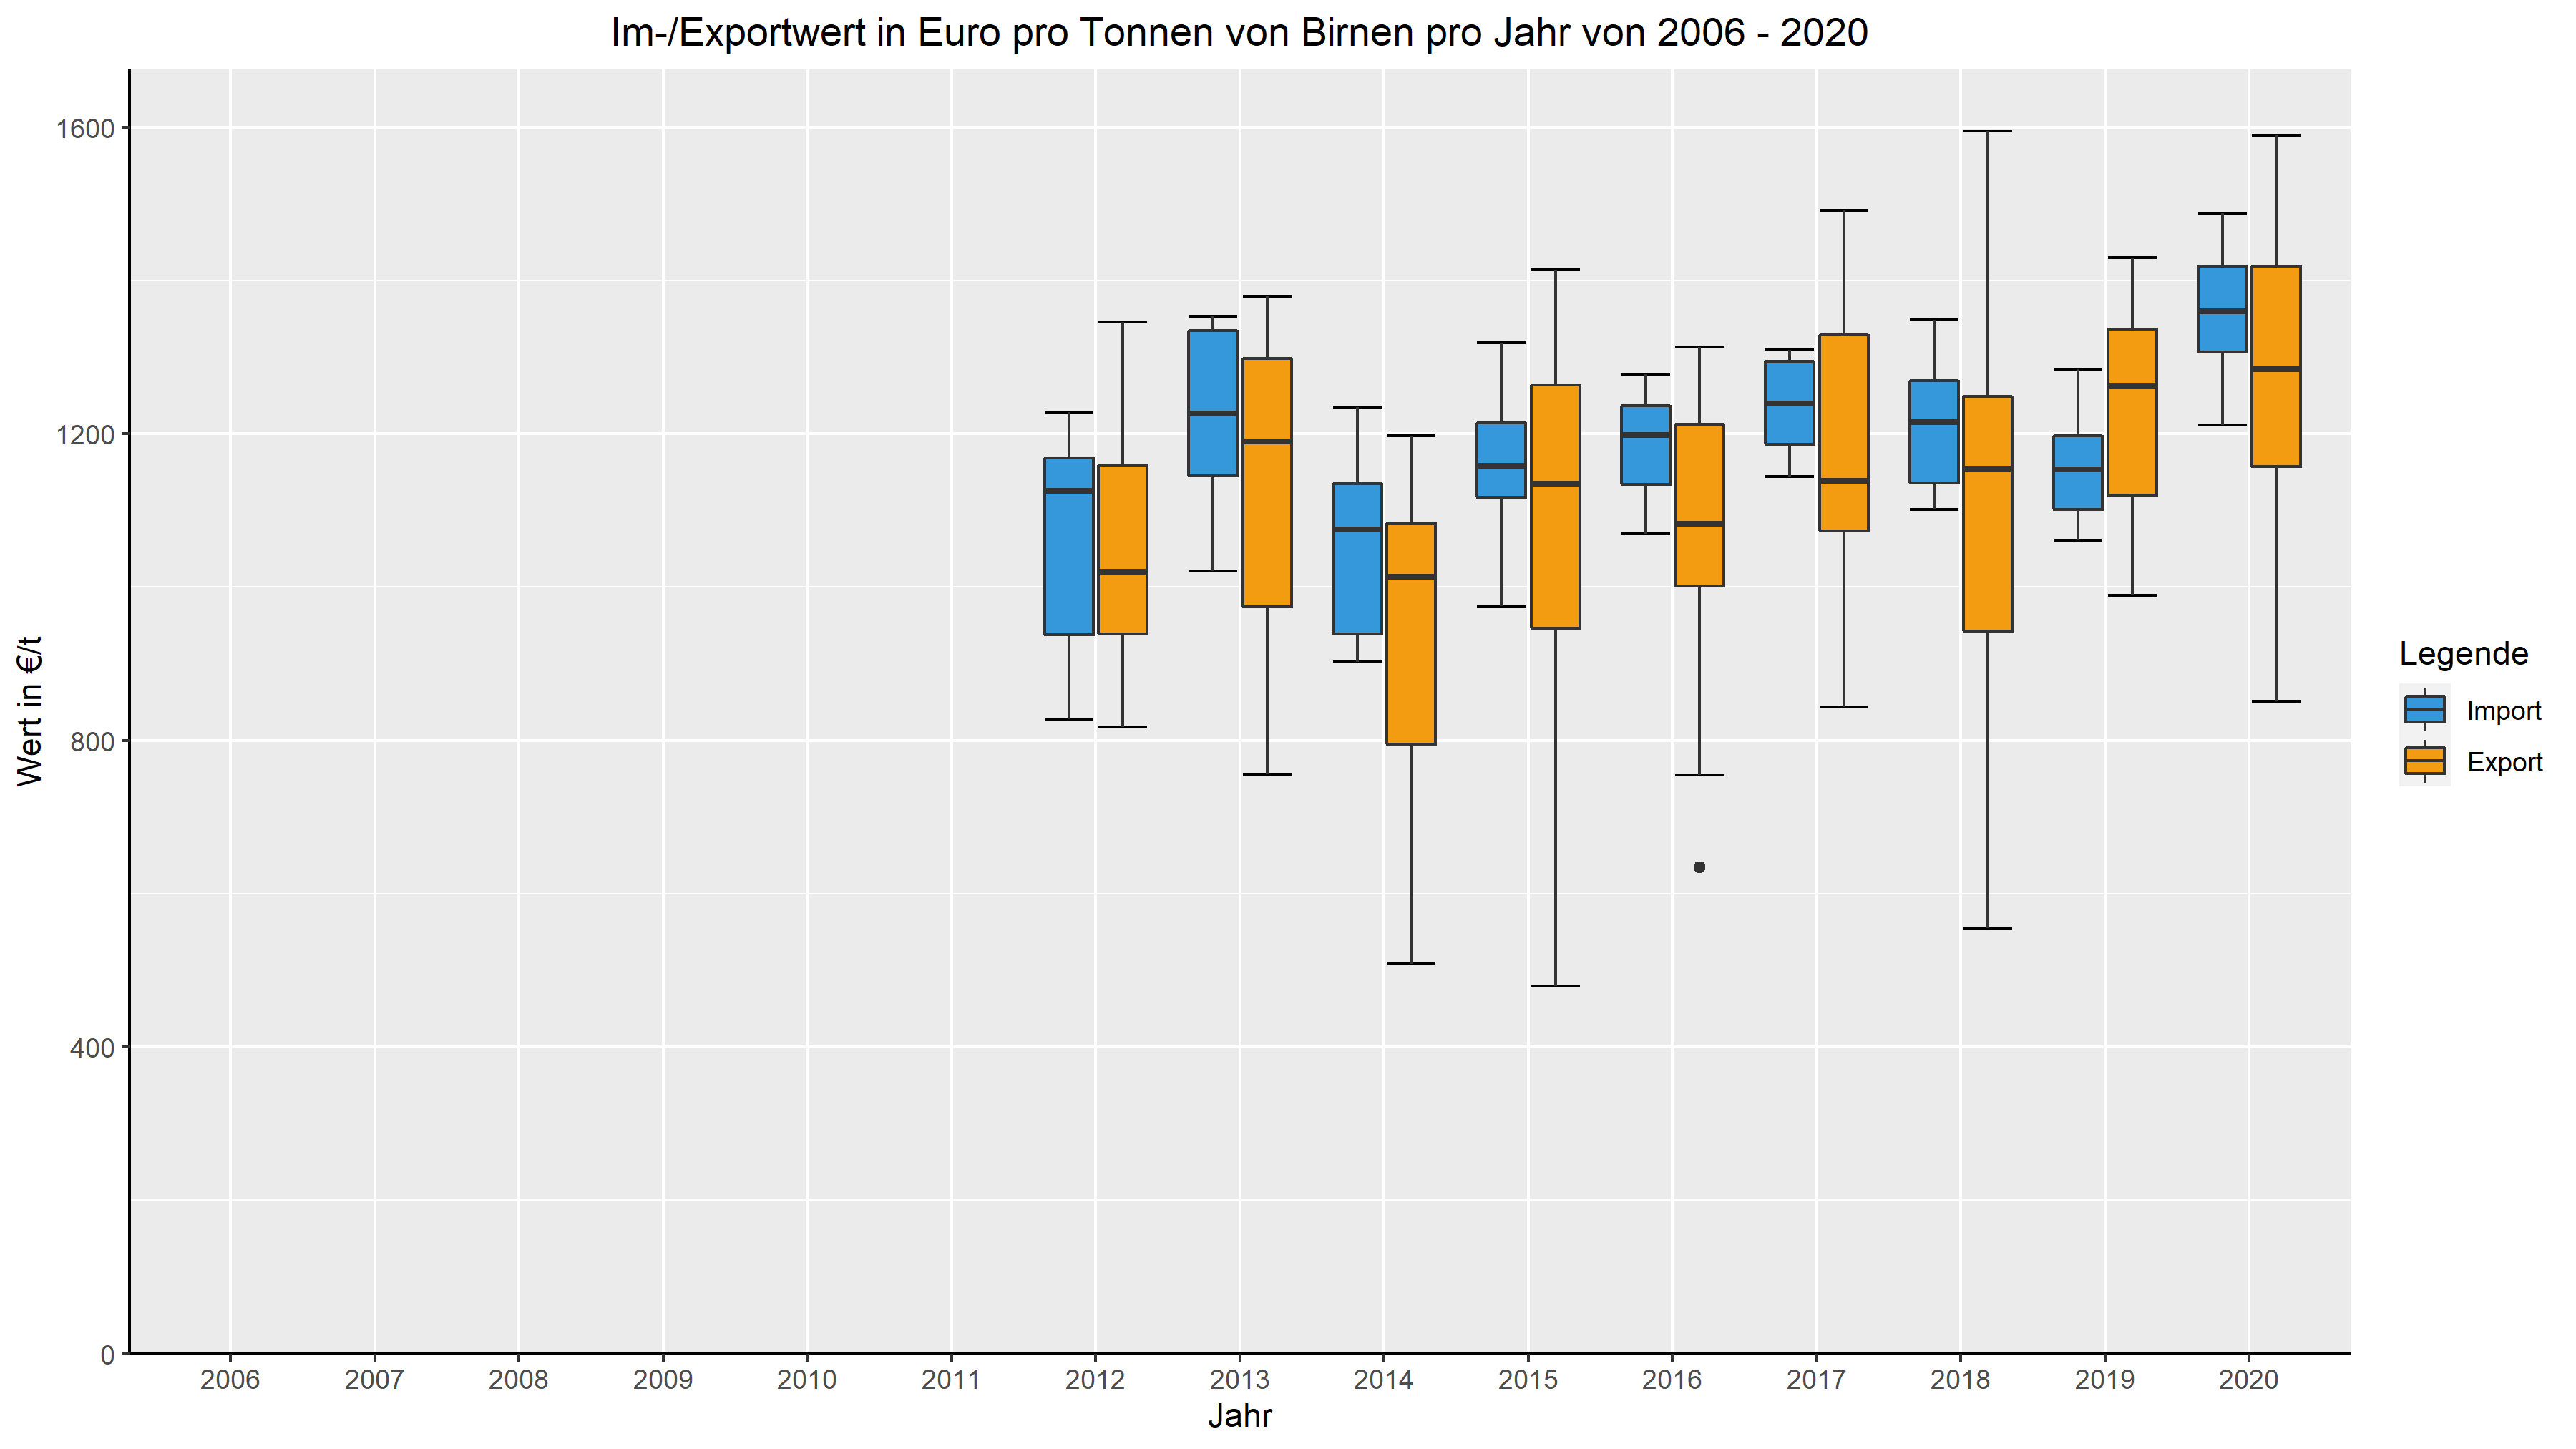 Im-/Exportwert in Euro pro Tonnen von Birnen pro Jahr von 2006 - 2020
Wert in €/t
1600
1200
800
400
0
2006 2007 2008 2009 2010 2011 2012 2013 2014 2015 2016 2017 2018 2019 2020
Jahr
Legende
Import
Export